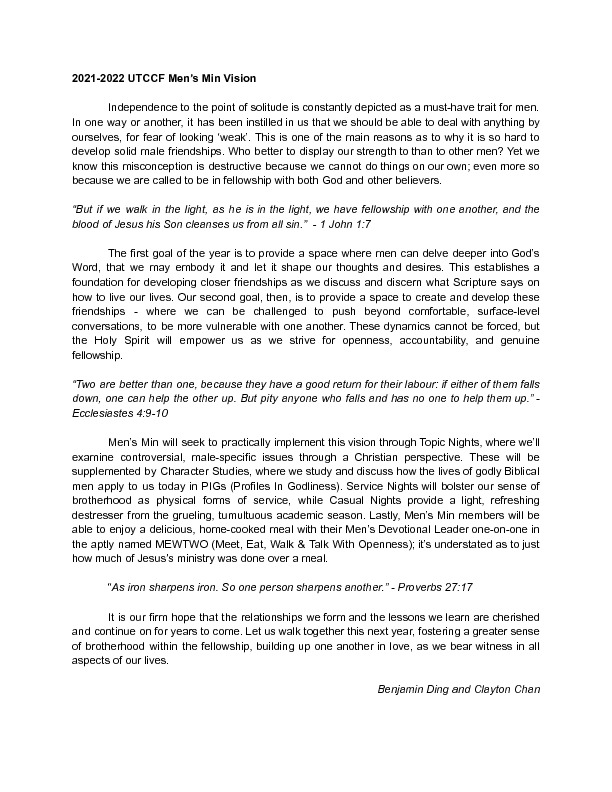 2021-2022 UTCCF Men's Min Vision
Independence to the point of solitude is constantly depicted as a must-have trait for men.
In one way or another, it has been instilled in us that we should be able to deal with anything by
ourselves, for fear of looking ‘weak’. This is one of the main reasons as to why it is so hard to
develop solid male friendships. Who better to display our strength to than to other men? Yet we
know this misconception is destructive because we cannot do things on our own; even more so
because we are called to be in fellowship with both God and other believers.
“But if we walk in the light, as he is in the light, we have fellowship with one another, and the
blood of Jesus his Son cleanses us from all sin.” - 1 John 1:7
The first goal of the year is to provide a space where men can delve deeper into God’s
Word, that we may embody it and let it shape our thoughts and desires. This establishes a
foundation for developing closer friendships as we discuss and discern what Scripture says on
how to live our lives. Our second goal, then, is to provide a space to create and develop these
friendships - where we can be challenged to push beyond comfortable, surface-level
conversations, to be more vulnerable with one another. These dynamics cannot be forced, but
the Holy Spirit will empower us as we strive for openness, accountability, and genuine
fellowship.
“Two are better than one, because they have a good return for their labour: if either of them falls
down, one can help the other up. But pity anyone who falls and has no one to help them up.” -
Ecclesiastes 4:9-10
Men’s Min will seek to practically implement this vision through Topic Nights, where we’ll
examine controversial, male-specific issues through a Christian perspective. These will be
supplemented by Character Studies, where we study and discuss how the lives of godly Biblical
men apply to us today in PIGs (Profiles In Godliness). Service Nights will bolster our sense of
brotherhood as physical forms of service, while Casual Nights provide a light, refreshing
destresser from the grueling, tumultuous academic season. Lastly, Men’s Min members will be
able to enjoy a delicious, home-cooked meal with their Men’s Devotional Leader one-on-one in
the aptly named MEWTWO (Meet, Eat, Walk & Talk With Openness); it’s understated as to just
how much of Jesus’s ministry was done over a meal.
“As iron sharpens iron. So one person sharpens another.” - Proverbs 27:17
It is our firm hope that the relationships we form and the lessons we learn are cherished
and continue on for years to come. Let us walk together this next year, fostering a greater sense
of brotherhood within the fellowship, building up one another in love, as we bear witness in all
aspects of our lives.
Benjamin Ding and Clayton Chan